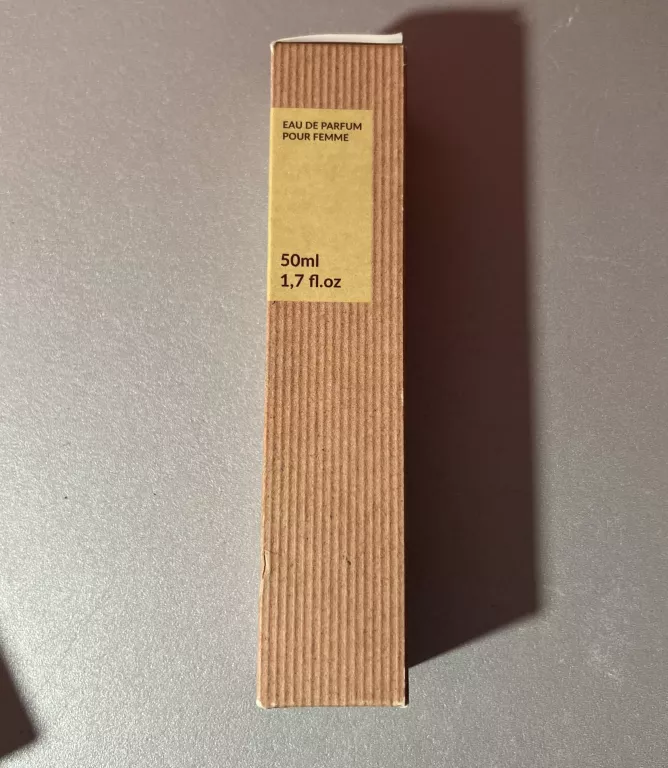 EAU DE PARFUM
POUR FEMME
50ml
1,7 fl.oz